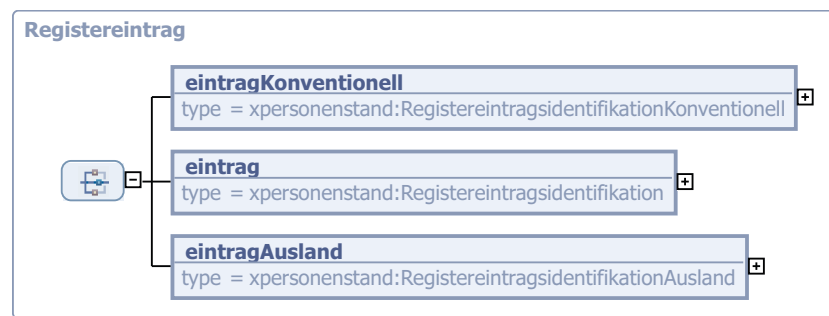 Registereintrag
eintragKonventionell
type = xpersonenstand:RegistereintragsidentifikationKonventionell
eintrag
type = xpersonenstand:Registereintragsidentifikation
eintragAusland
type = xpersonenstand:RegistereintragsidentifikationAusland